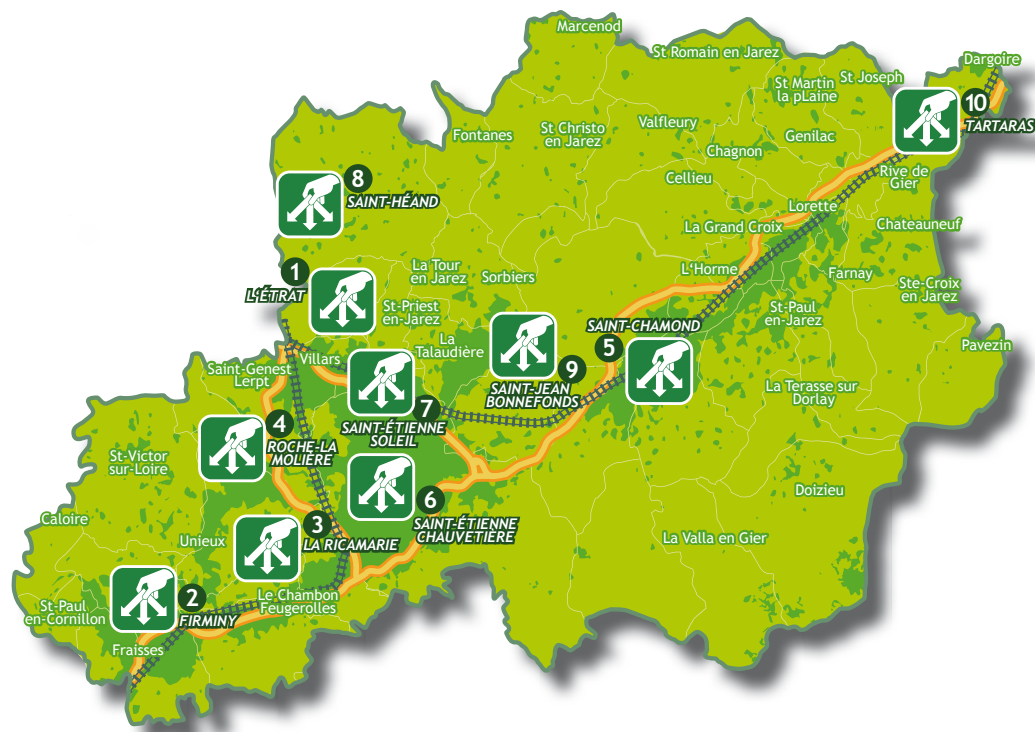 Marcenod
St Romain en Jarez
Dargoire
St Martin
la pLaine
St Joseph
10
TARTARAS
Fontanes
St Christo
en Jarez
Valfleury
Genilac
Chagnon
Cellieu
Rive de
Gier
8
SAINT-HÉAND
Lorette
La Grand Croix
Chateauneuf
1
L'ÉTRAT
La Tour
en Jarez
Sorbiers
L'Horme
Farnay
Ste-Croix
en Jarez
St-Priest
en-Jarez
St-Paul
en-Jarez
SAINT-CHAMOND
5
La
Talaudière
Pavezin
Villars
Saint-Genest
Lerpt
9
SAINT-JEAN
BONNEFONDS
La Terasse sur
Dorlay
7
SAINT-ÉTIENNE
SOLEIL
4
ROCHE-LA
MOLIÈRE
St-Victor
sur-Loire
Doizieu
6
SAINT-ÉTIENNE
CHAUVETIÈRE
Caloire
3
LA RICAMARIE
Unieux
La Valla en Gier
2
FIRMINY
Le Chambon
Feugerolles
St-Paul
en-Cornillon
Fraisses